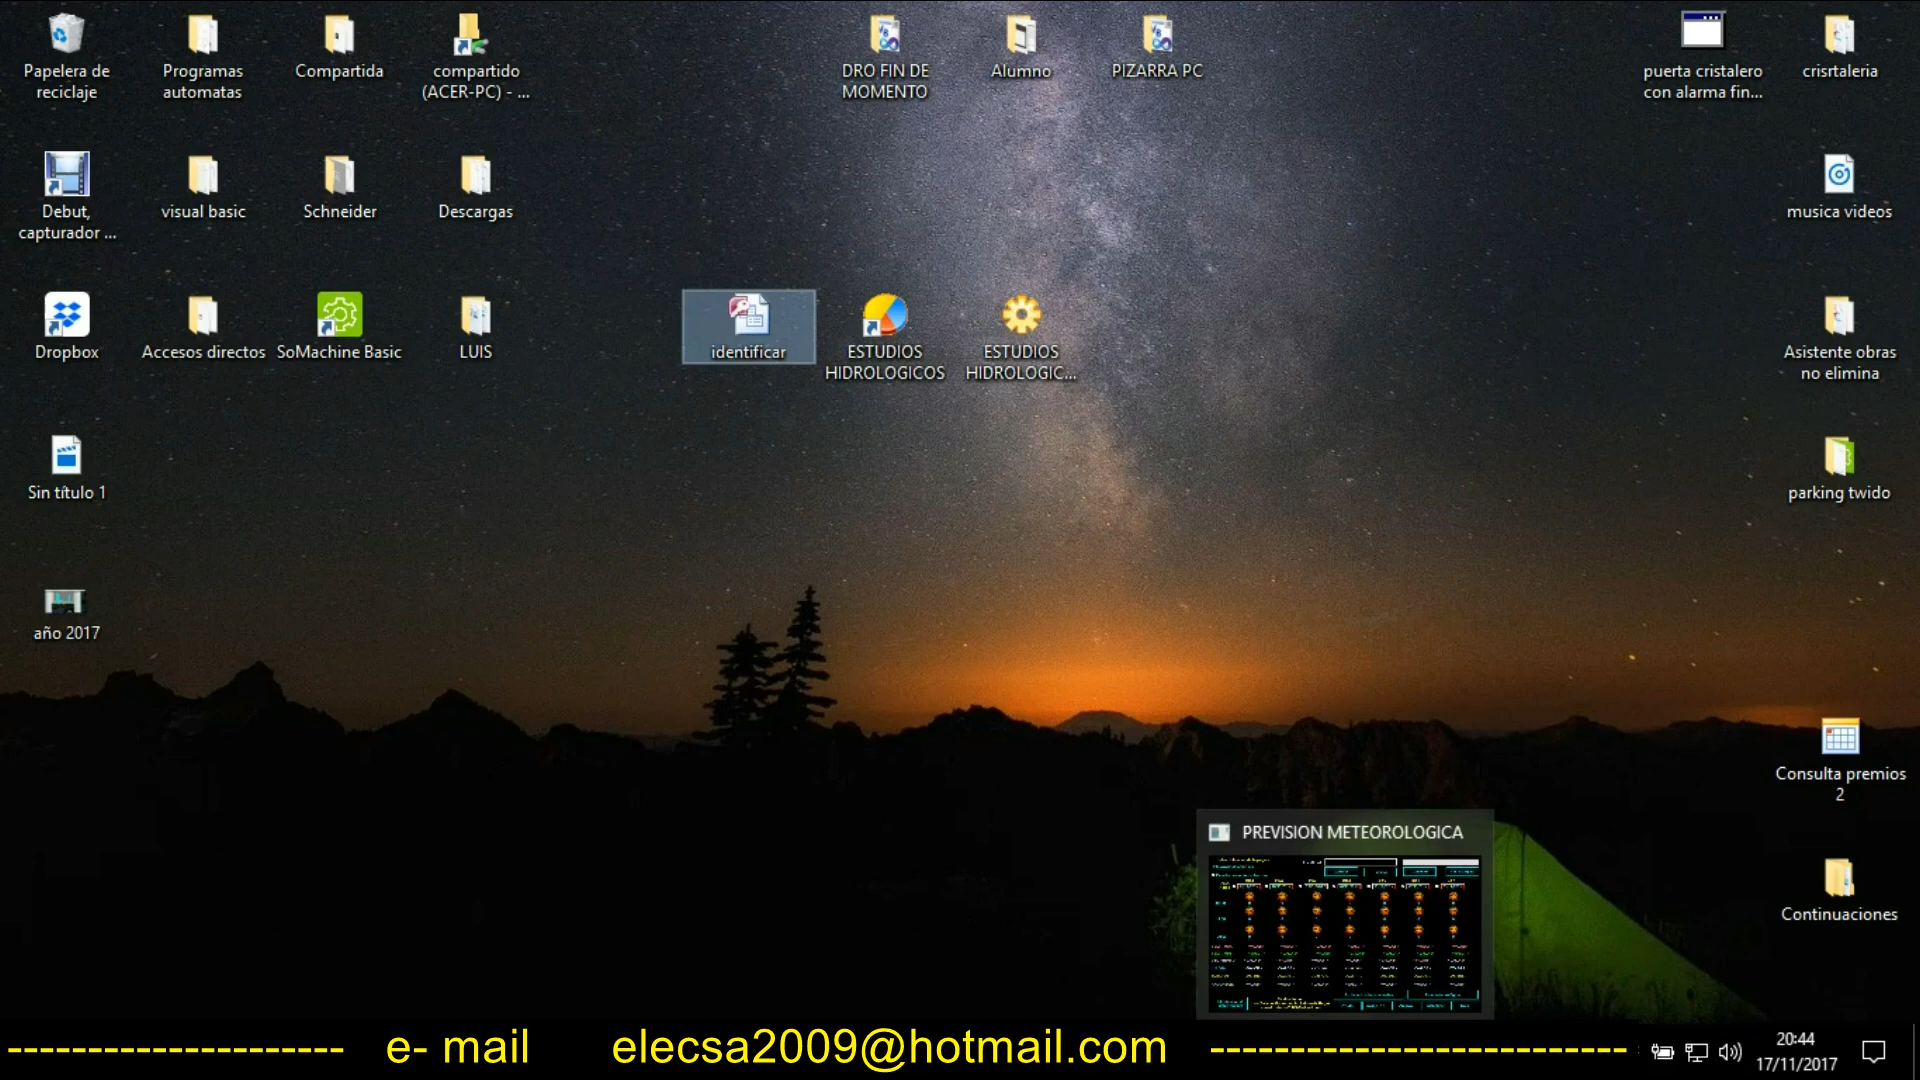 Papelera de
reciclaje
Programas
automatas
Compartida
compartido
(ACER-PC) - ...
DRO FIN DE
MOMENTO
Alumno
PIZARRA PC
puerta cristalero
con alarma fin...
crisrtaleria
Debut,
capturador ...
visual basic
Schneider
Descargas
musica videos
Dropbox
Accesos directos
SoMachine Basic
LUIS
identificar
ESTUDIOS
HIDROLOGICOS
ESTUDIOS
HIDROLOGIC...
Asistente obras
no elimina
Sin título 1
parking twido
año 2017
Consulta premios
2
PREVISION METEOROLOGICA
Continuaciones
--------------------- e- mail elecsa2009@hotmail.com --------------------------
20:44
17/11/2017